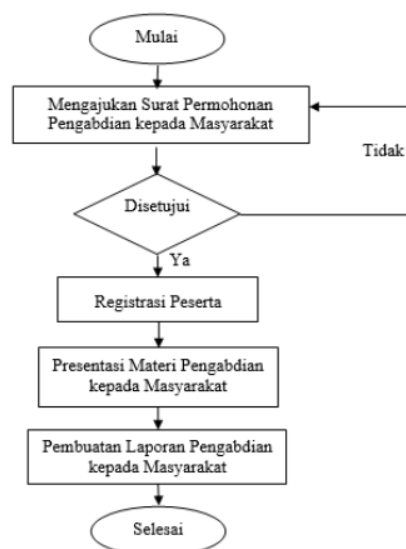 Mulai
Mengajukan Surat Permohonan
Pengabdian kepada Masyarakat
Tidak
Disetujui
Ya
Registrasi Peserta
Presentasi Materi Pengabdian
kepada Masyarakat
Pembuatan Laporan Pengabdian
kepada Masyarakat
Selesai